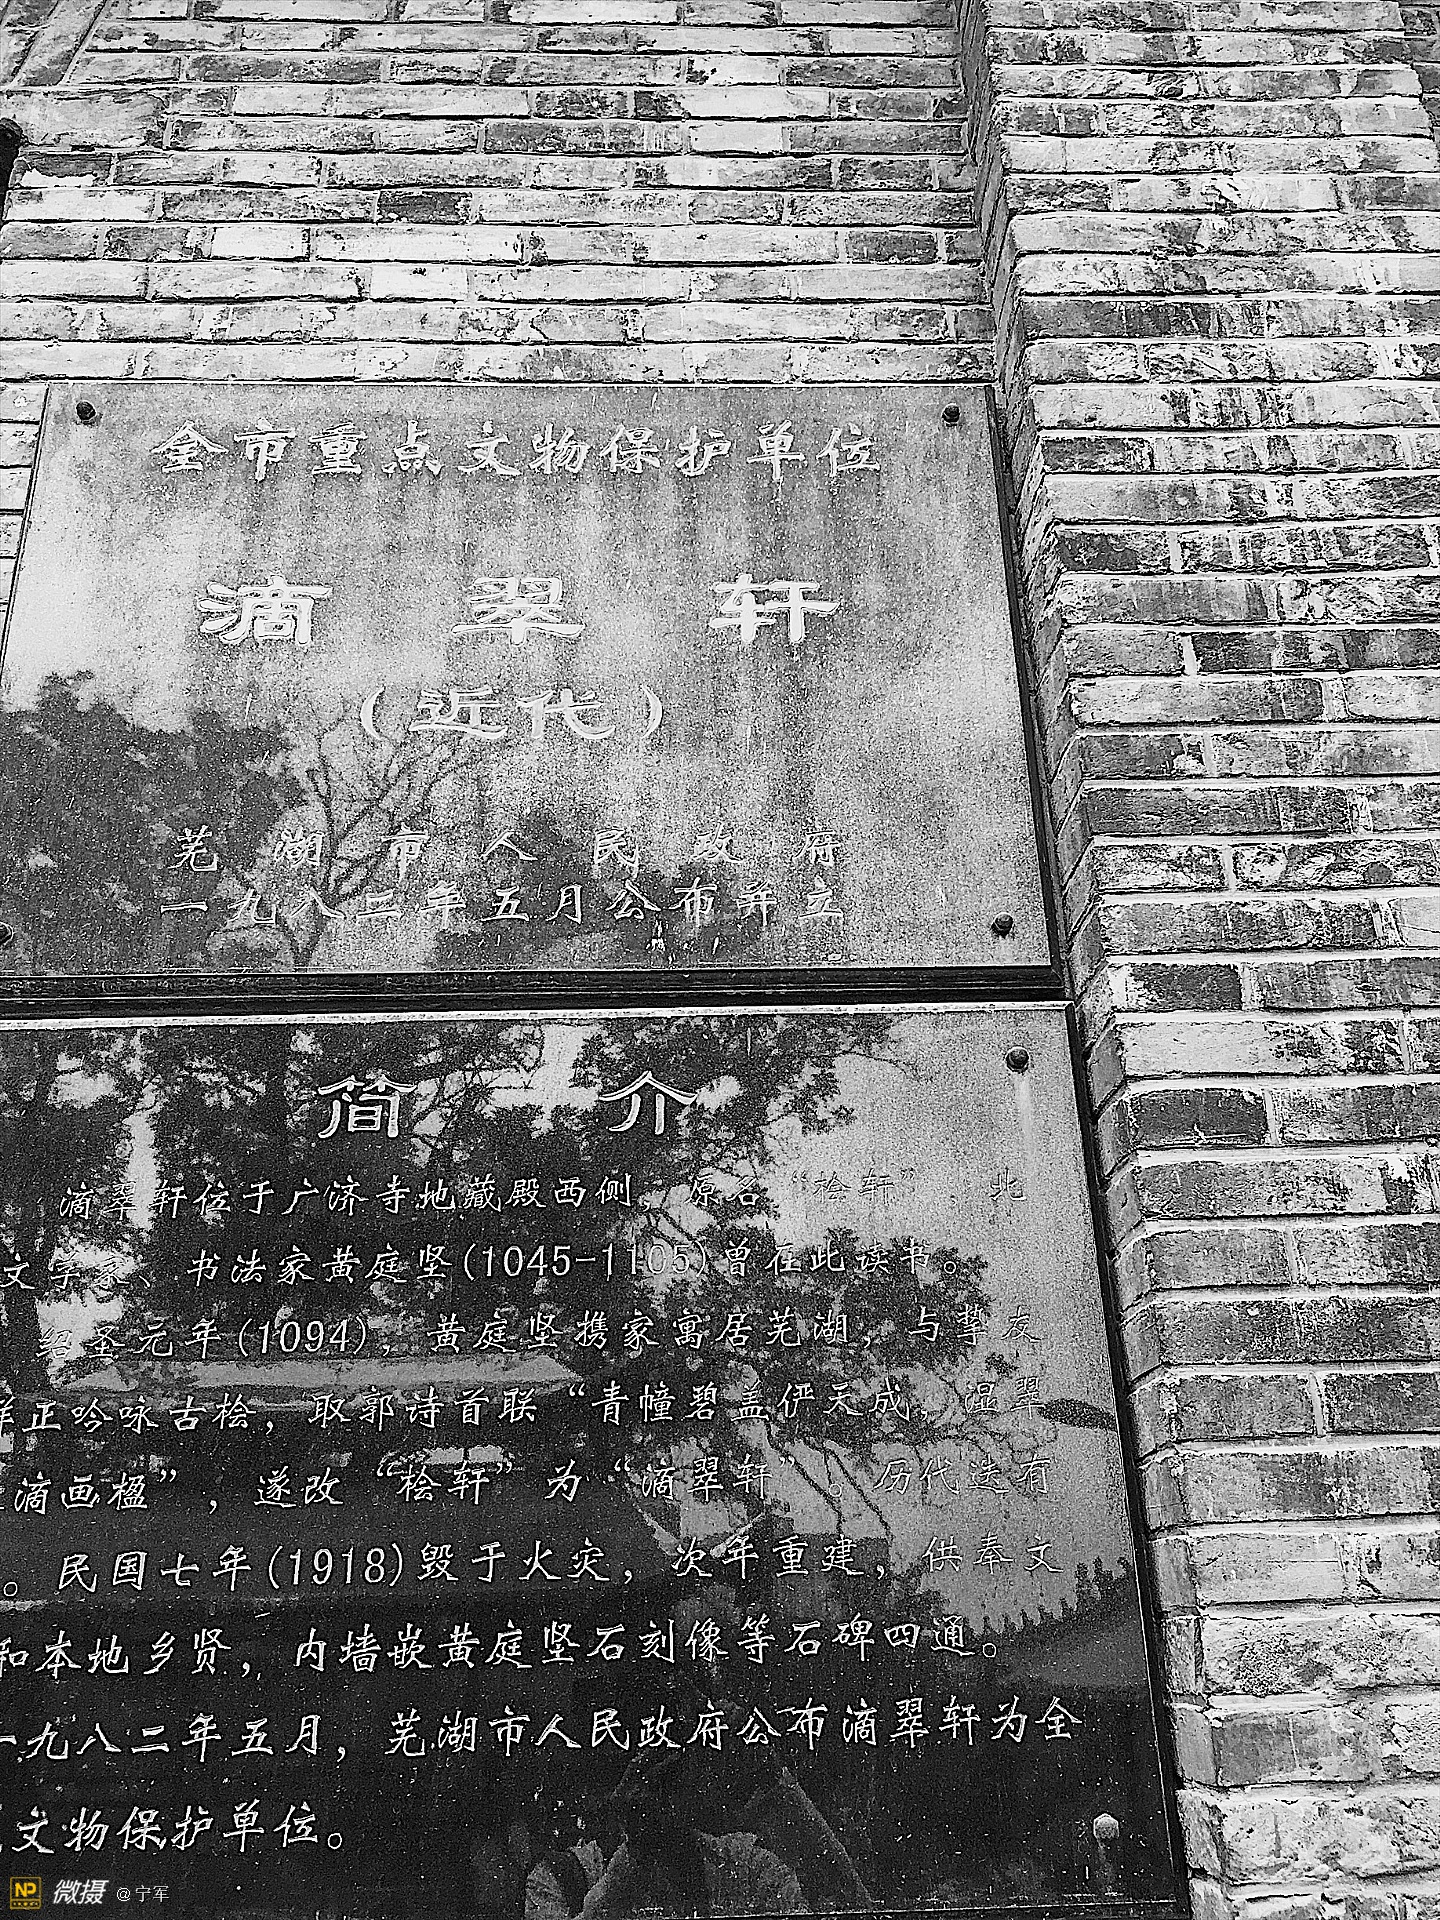 全市重点文物保护单位
滴翠轩
（近代）
芜湖市人民政府
一九八二年五月公布并立
简介
滴翠轩位于广济寺地藏殿西侧，原名“桧轩”。北
文学家、书法家黄庭坚(1045-1105)曾在此读书。
绍圣元年(1094)，黄庭坚携家寓居芜湖，与挚友
祥正吟咏古桧，取郭诗首联“青幢碧盖俨天成，湿翠
滴画楹”，遂改“桧轩”为“滴翠轩”。历代迭有
。民国七年(1918)毁于火灾，次年重建，供奉文
和本地乡贤，内墙嵌黄庭坚石刻像等石碑四通。
一九八二年五月，芜湖市人民政府公布滴翠轩为全
文物保护单位。
NP 微摄 @宁军